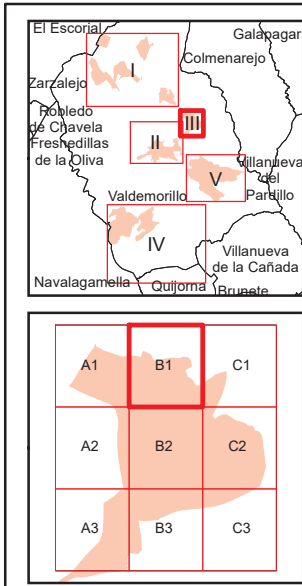 El Escorial
Galapagar
Colmenarejo
I
Zarzalejo
Robledo
de Chavela
III
Fresnedillas
de la Oliva
II
Villanueva
del
Pardillo
V
Valdemorillo
IV
Villanueva
de la Cañada
Navalagamella
Quijorna
Brunete
A1 B1 C1
A2 B2 C2
A3 B3 C3